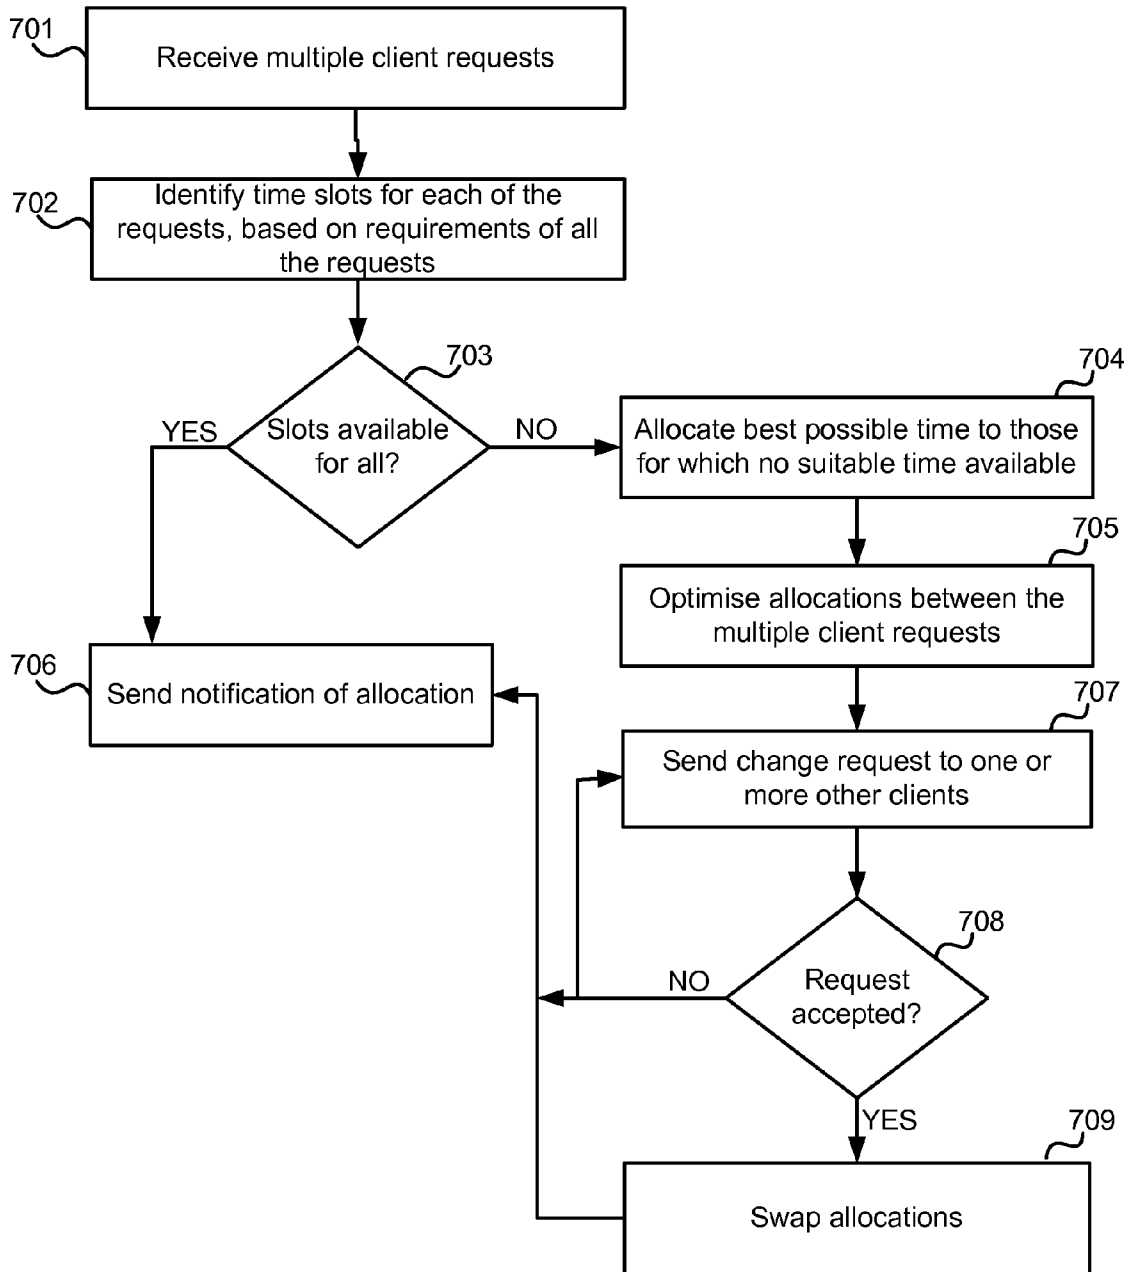 701
Receive multiple client requests
702
Identify time slots for each of the
requests, based on requirements of all
the requests
703
704
YES
Slots available
for all?
NO
Allocate best possible time to those
for which no suitable time available
705
Optimise allocations between the
multiple client requests
706
Send notification of allocation
707
Send change request to one or
more other clients
708
NO
Request
accepted?
YES
709
Swap allocations